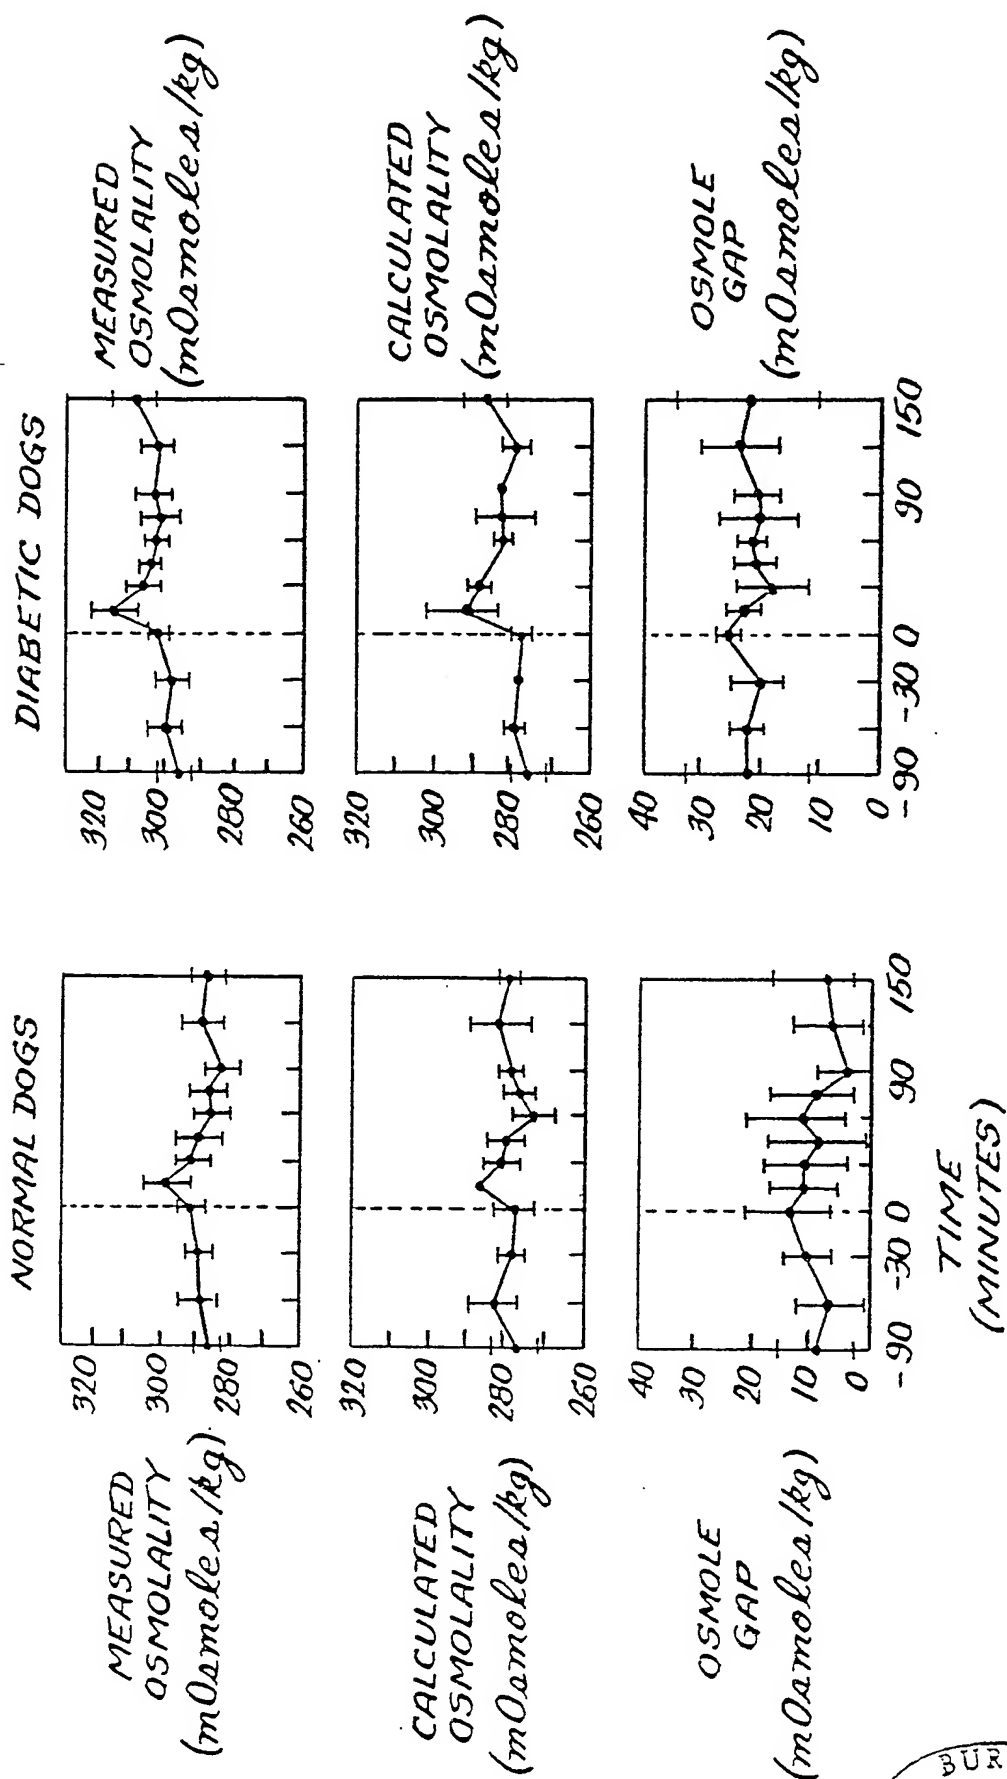 NORMAL DOGS
DIABETIC DOGS
MEASURED
OSMOLALITY
(mOsmoles/kg)
320
300
280
260
320
300
280
260
MEASURED
OSMOLALITY
(mOsmoles/kg)
CALCULATED
OSMOLALITY
(mOsmoles/kg)
320
300
280
260
320
300
280
260
CALCULATED
OSMOLALITY
(mOsmoles/kg)
OSMOLE
GAP
(mOsmoles/kg)
40
30
20
10
0
40
30
20
10
0
OSMOLE
GAP
(mOsmoles/kg)
-90 -30 0 90 150
-90 -30 0 90 150
TIME
(MINUTES)
BUR